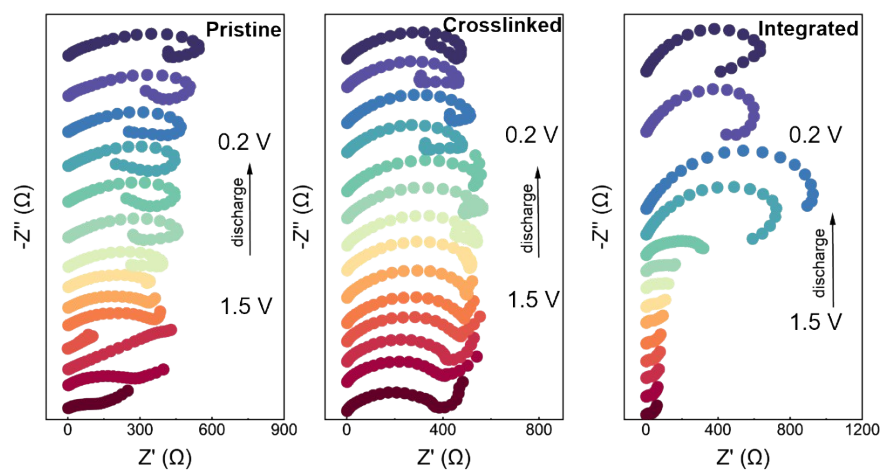 Pristine
0.2 V
discharge
1.5 V
-Z'' (Ω)
0 300 600 900
Z' (Ω)
Crosslinked
0.2 V
discharge
1.5 V
-Z'' (Ω)
0 400 800
Z' (Ω)
Integrated
0.2 V
discharge
1.5 V
-Z'' (Ω)
0 400 800 1200
Z' (Ω)